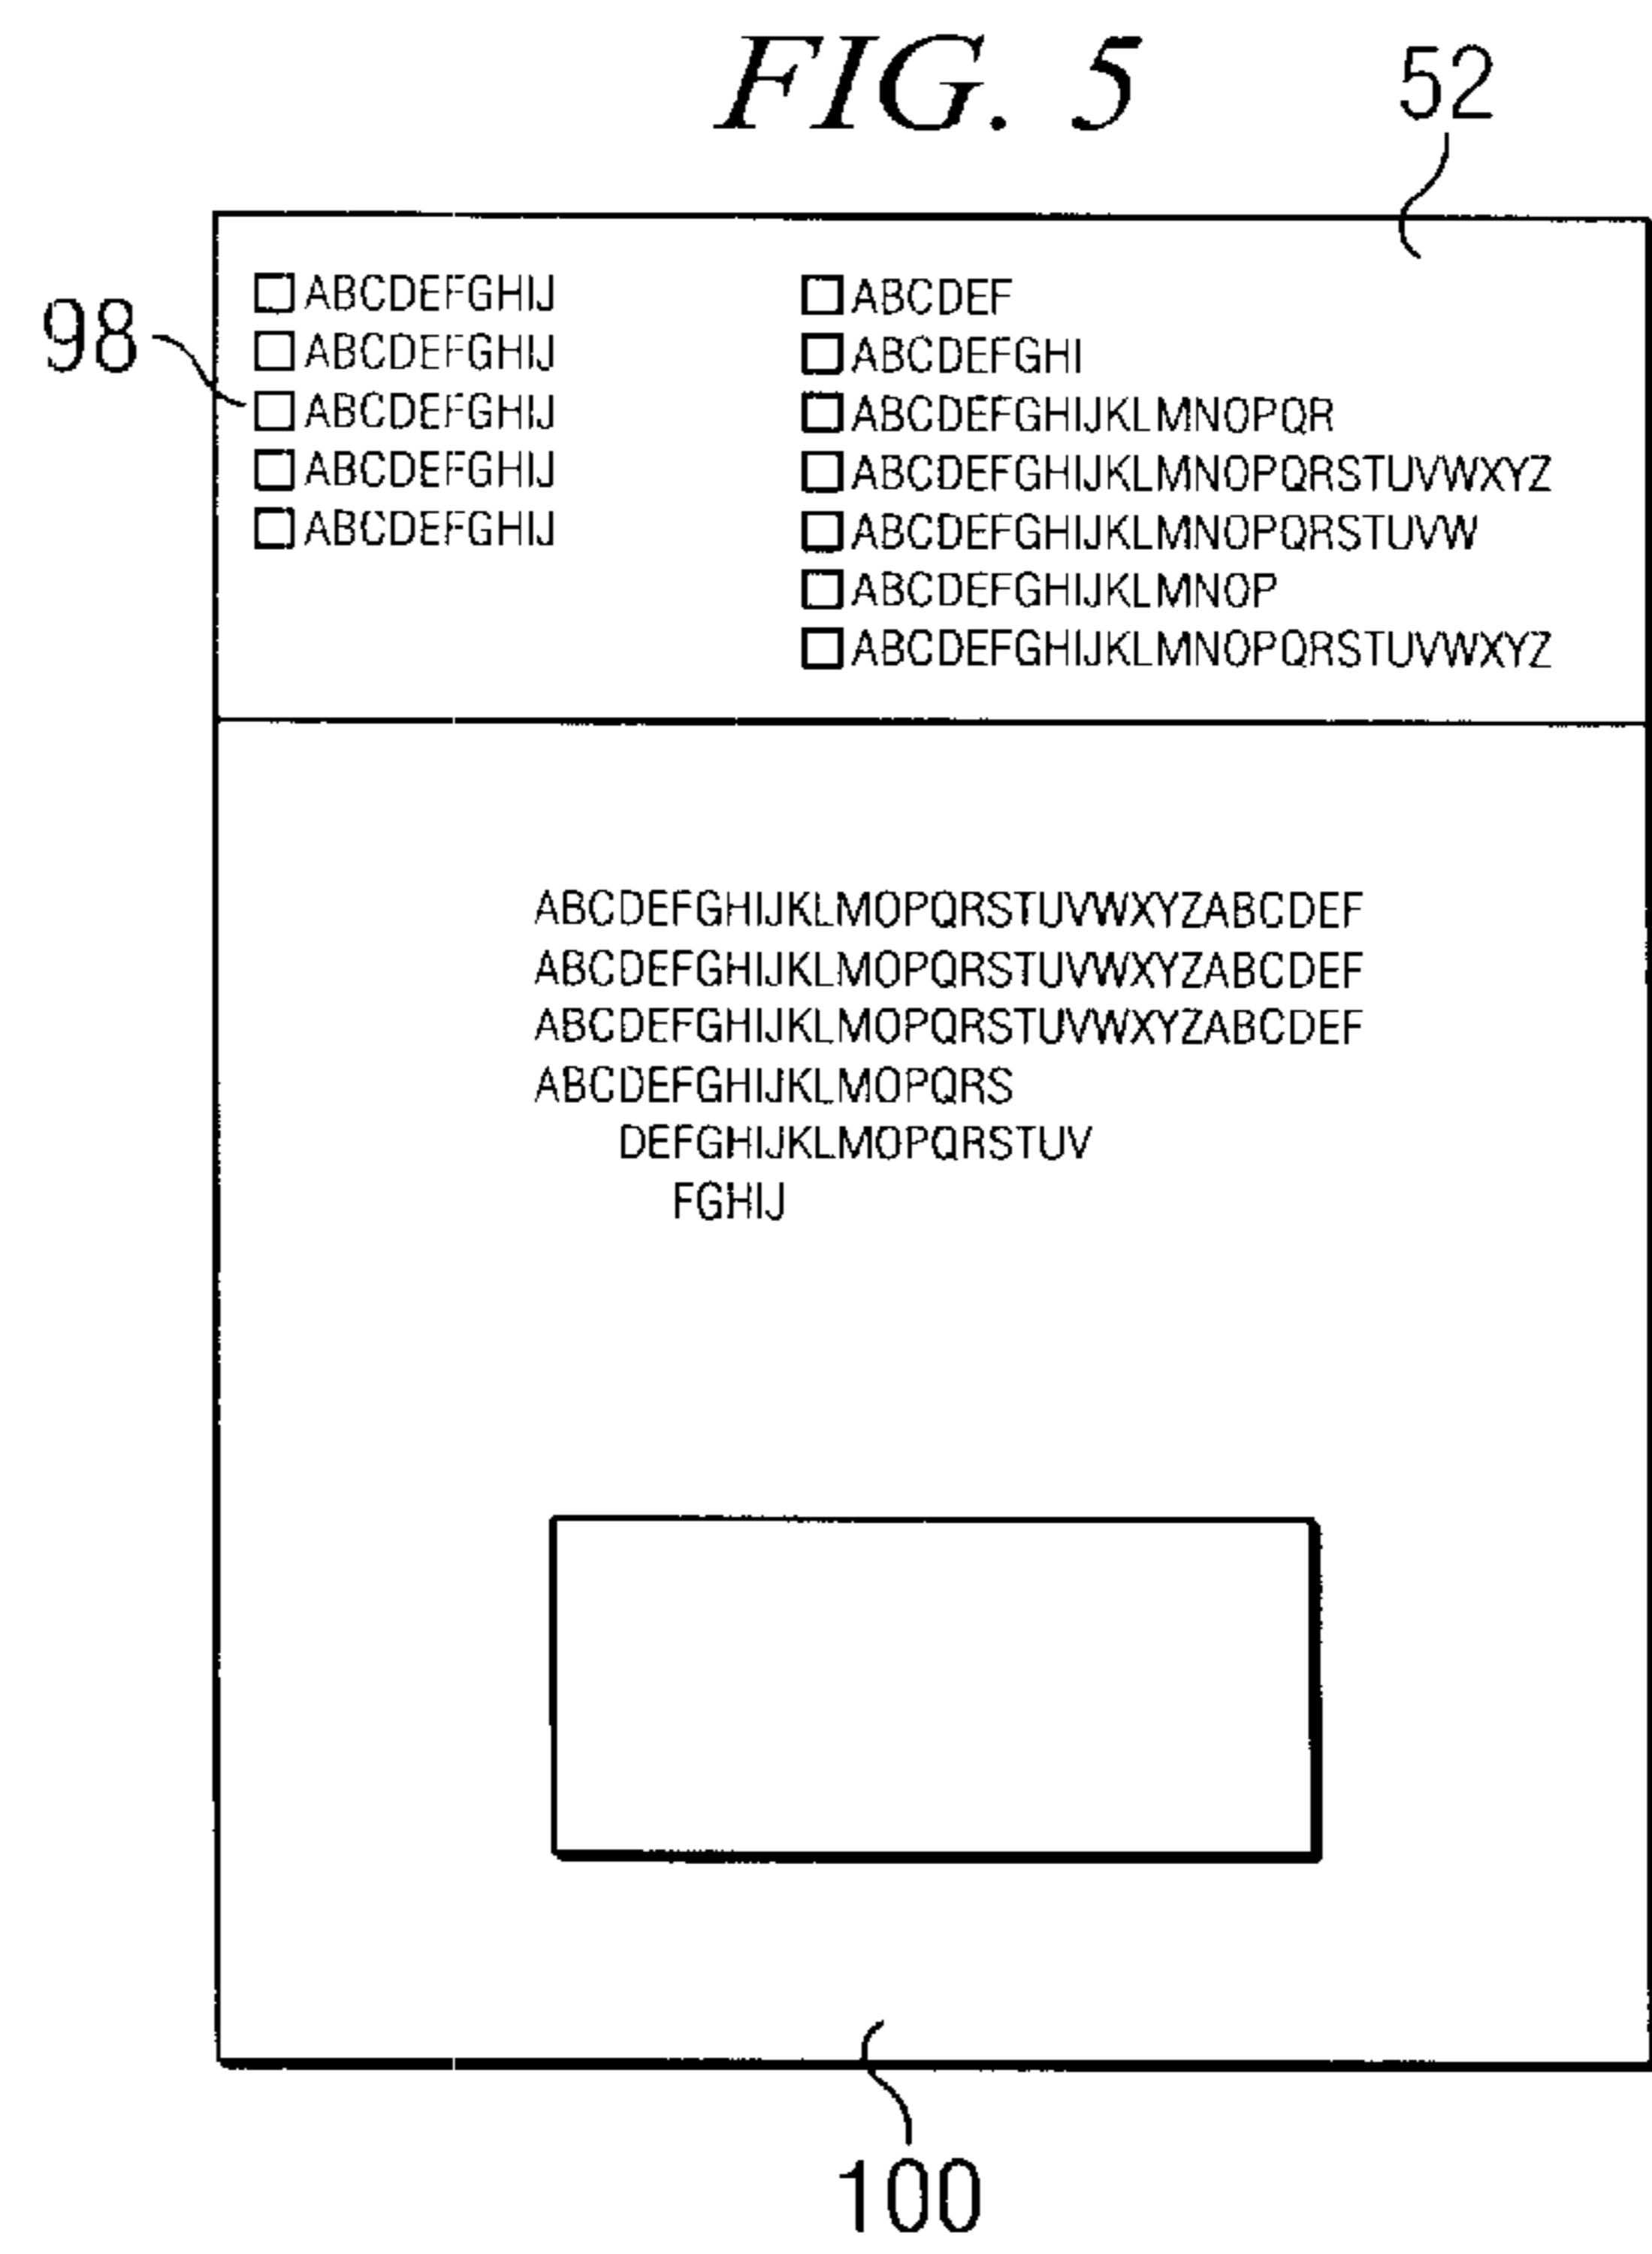 FIG. 5
52
98
ABCDEFGHIJ
ABCDEFGHIJ
ABCDEFGHIJ
ABCDEFGHIJ
ABCDEFGHIJ
ABCDEF
ABCDEFGHI
ABCDEFGHIJKLMNOPQR
ABCDEFGHIJKLMNOPQRSTUVWXYZ
ABCDEFGHIJKLMNOPQRSTUVW
ABCDEFGHIJKLMNOP
ABCDEFGHIJKLMNOPQRSTUVWXYZ
ABCDEFGHIJKLMOPQRSTUVWXYZABCDEF
ABCDEFGHIJKLMOPQRSTUVWXYZABCDEF
ABCDEFGHIJKLMOPQRSTUVWXYZABCDEF
ABCDEFGHIJKLMOPQRS
DEFGHIJKLMOPQRSTUV
FGHIJ
100